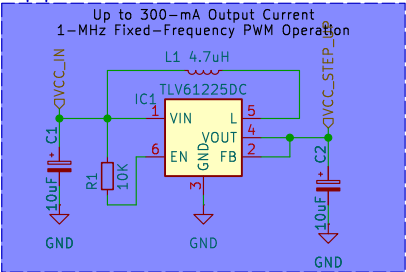 Up to 300-mA Output Current
1-MHz Fixed-Frequency PWM Operation
VCC_IN
VCC_STEP_UP
L1 4.7uH
IC1
TLV61225DC
1
VIN
L
5
VOUT
4
6
EN
GND
FB
2
3
C1
10uF
R1
10K
C2
10uF
GND
GND
GND